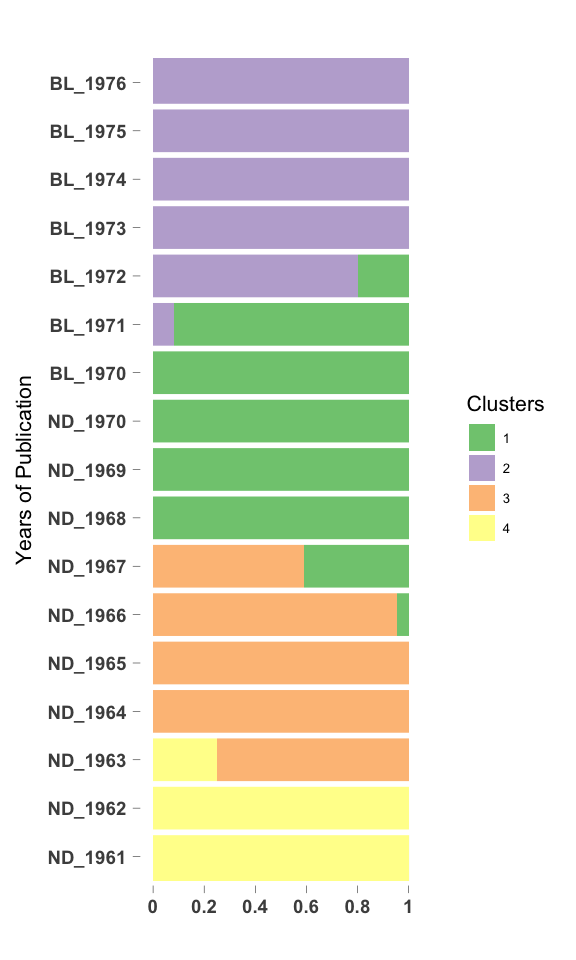 BL_1976
BL_1975
BL_1974
BL_1973
BL_1972
BL_1971
BL_1970
ND_1970
ND_1969
ND_1968
ND_1967
ND_1966
ND_1965
ND_1964
ND_1963
ND_1962
ND_1961
Years of Publication
0 0.2 0.4 0.6 0.8 1
Clusters
1
2
3
4